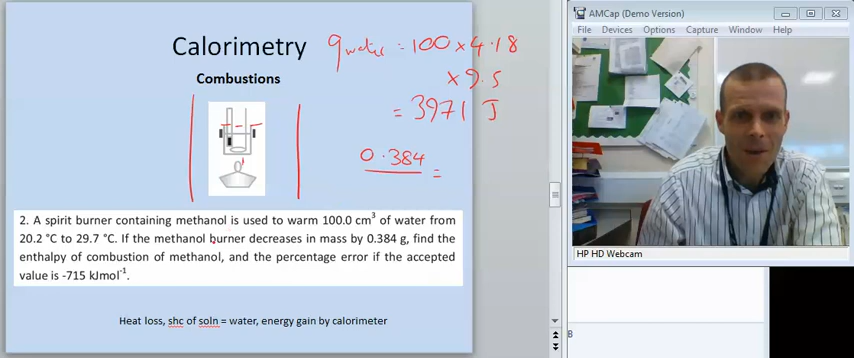 Calorimetry
q water = 100 × 4.18
× 9.5
= 3971 J
Combustions
0.384 =
2. A spirit burner containing methanol is used to warm 100.0 cm³ of water from
20.2 °C to 29.7 °C. If the methanol burner decreases in mass by 0.384 g, find the
enthalpy of combustion of methanol, and the percentage error if the accepted
value is -715 kJmol⁻¹.
Heat loss, shc of soln = water, energy gain by calorimeter
AMCap (Demo Version)
File Devices Options Capture Window Help
HP HD Webcam
B